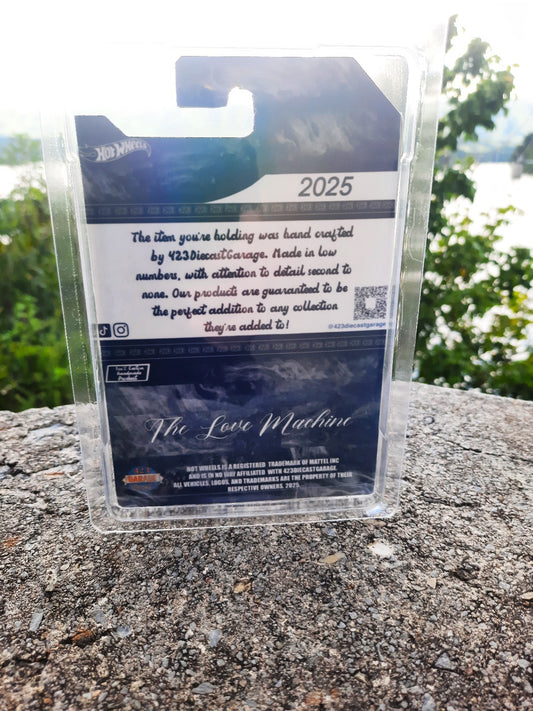 HOT WHEELS
2025
The item you're holding was hand crafted
by 423DiecastGarage. Made in low
numbers, with attention to detail second to
none. Our products are guaranteed to be
the perfect addition to any collection
they're added to!
@423diecastgarage
Product.
The Love Machine
HOT WHEELS IS A REGISTERED TRADEMARK OF MATTEL INC
AND IS IN NO WAY AFFILIATED WITH 423DIECASTGARAGE.
ALL VEHICLES, LOGOS, AND TRADEMARKS ARE THE PROPERTY OF THEIR
RESPECTIVE OWNERS. 2025.
GARAGE